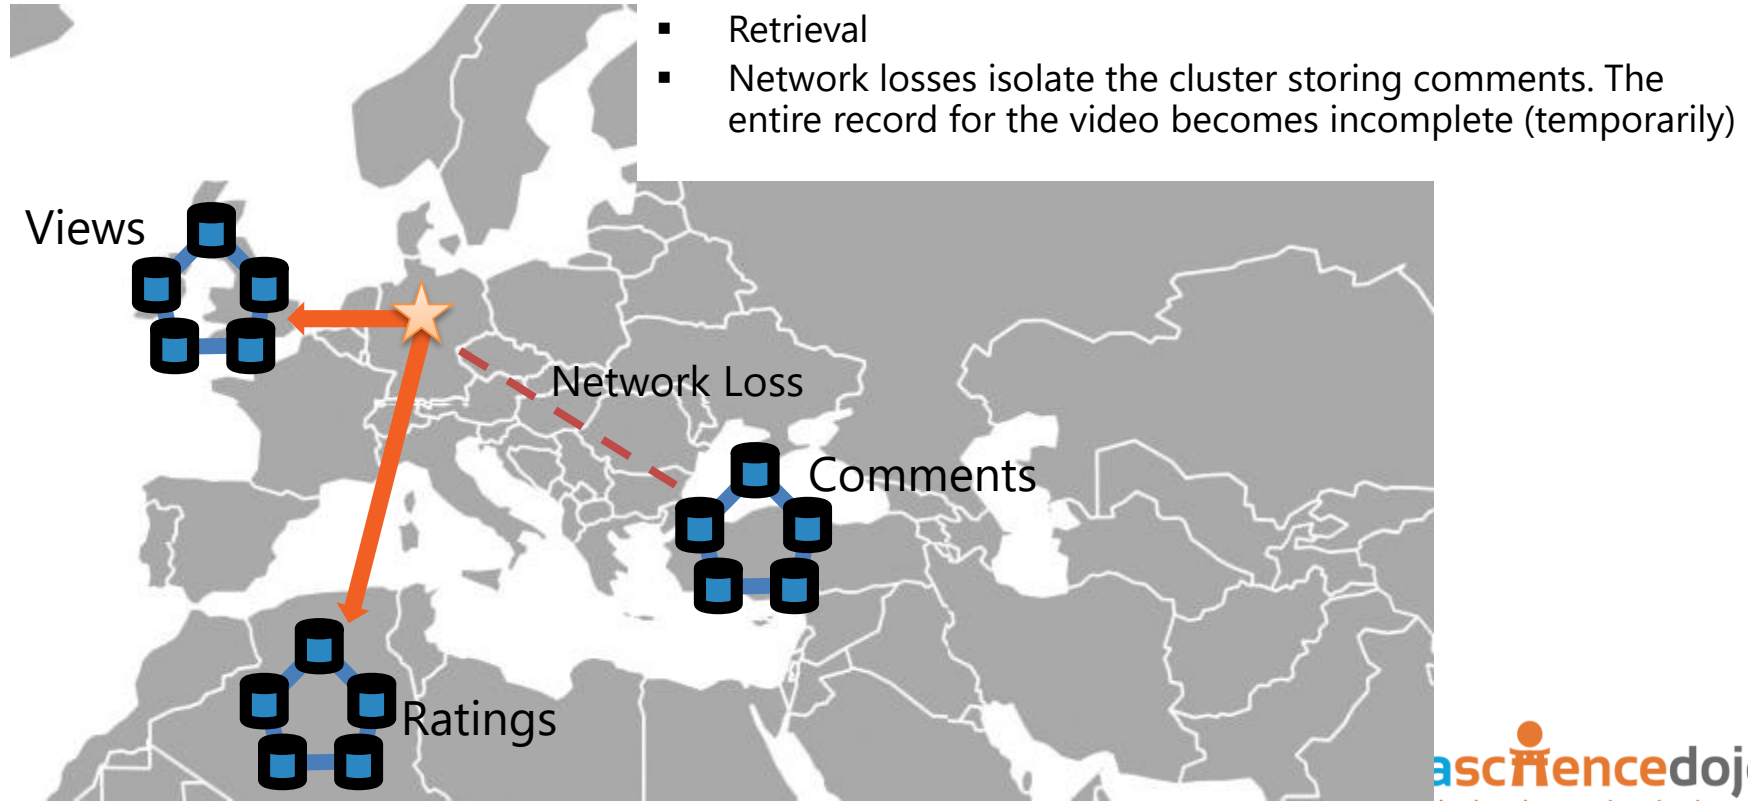 ▪ Retrieval
▪ Network losses isolate the cluster storing comments. The
entire record for the video becomes incomplete (temporarily)
Views
Network Loss
Comments
Ratings